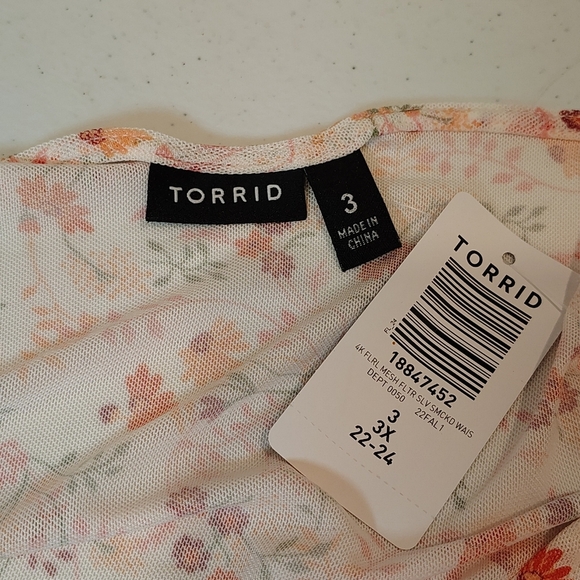 TORRID
3
MADE IN
CHINA
TORRID
18847452
4K FLRL MESH FLTR SLV SMCKD WAIS
DEPT 0050 22FAL1
3
3X
22-24